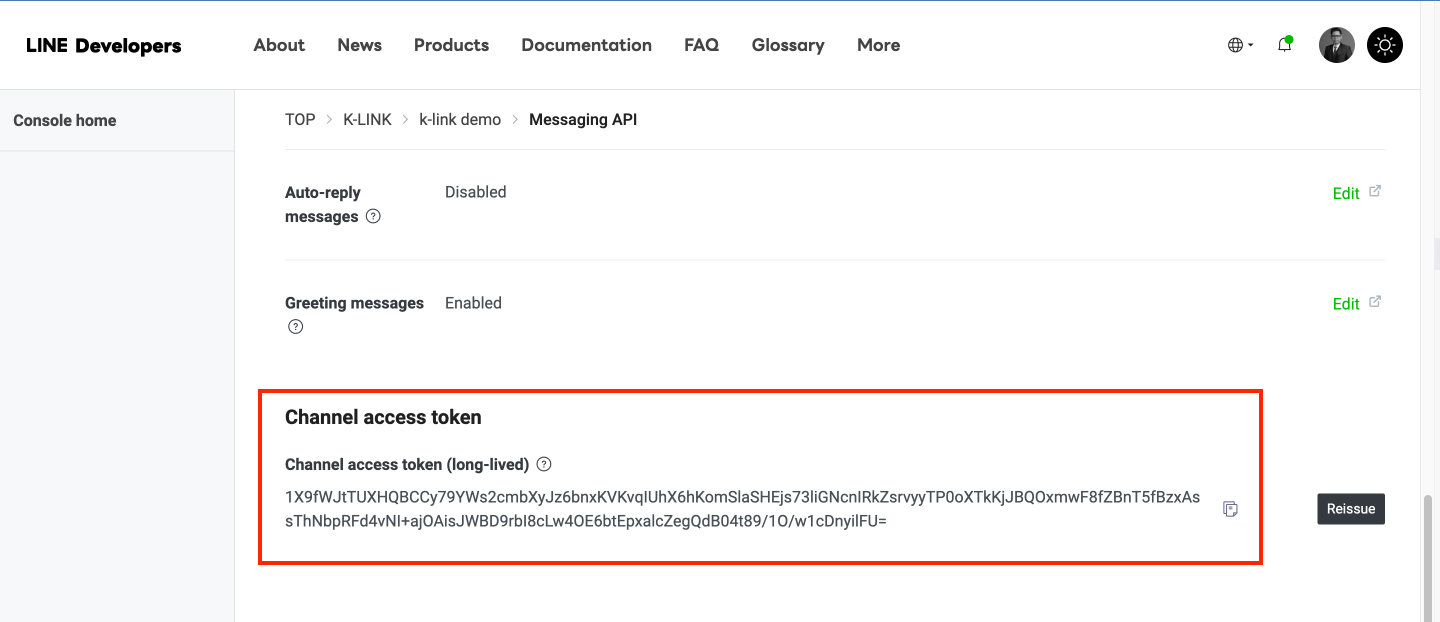 LINE Developers
About News Products Documentation FAQ Glossary More
Console home
TOP > K-LINK > k-link demo > Messaging API
Auto-reply
messages ?
Disabled
Edit
Greeting messages ?
Enabled
Edit
Channel access token
Channel access token (long-lived) ?
1X9fWJtTUXHQBCCy79YWs2cmbXyJz6bnxKVKvqIUhX6hKomSlaSHEjs73liGNcnIRkZsrvyyTP0oXTkKjJBQOxmwF8fZBnT5fBzxAs
sThNbpRFd4vNI+ajOAisJWBD9rbI8cLw4OE6btEpxalcZegQdB04t89/1O/w1cDnyilFU=
Reissue